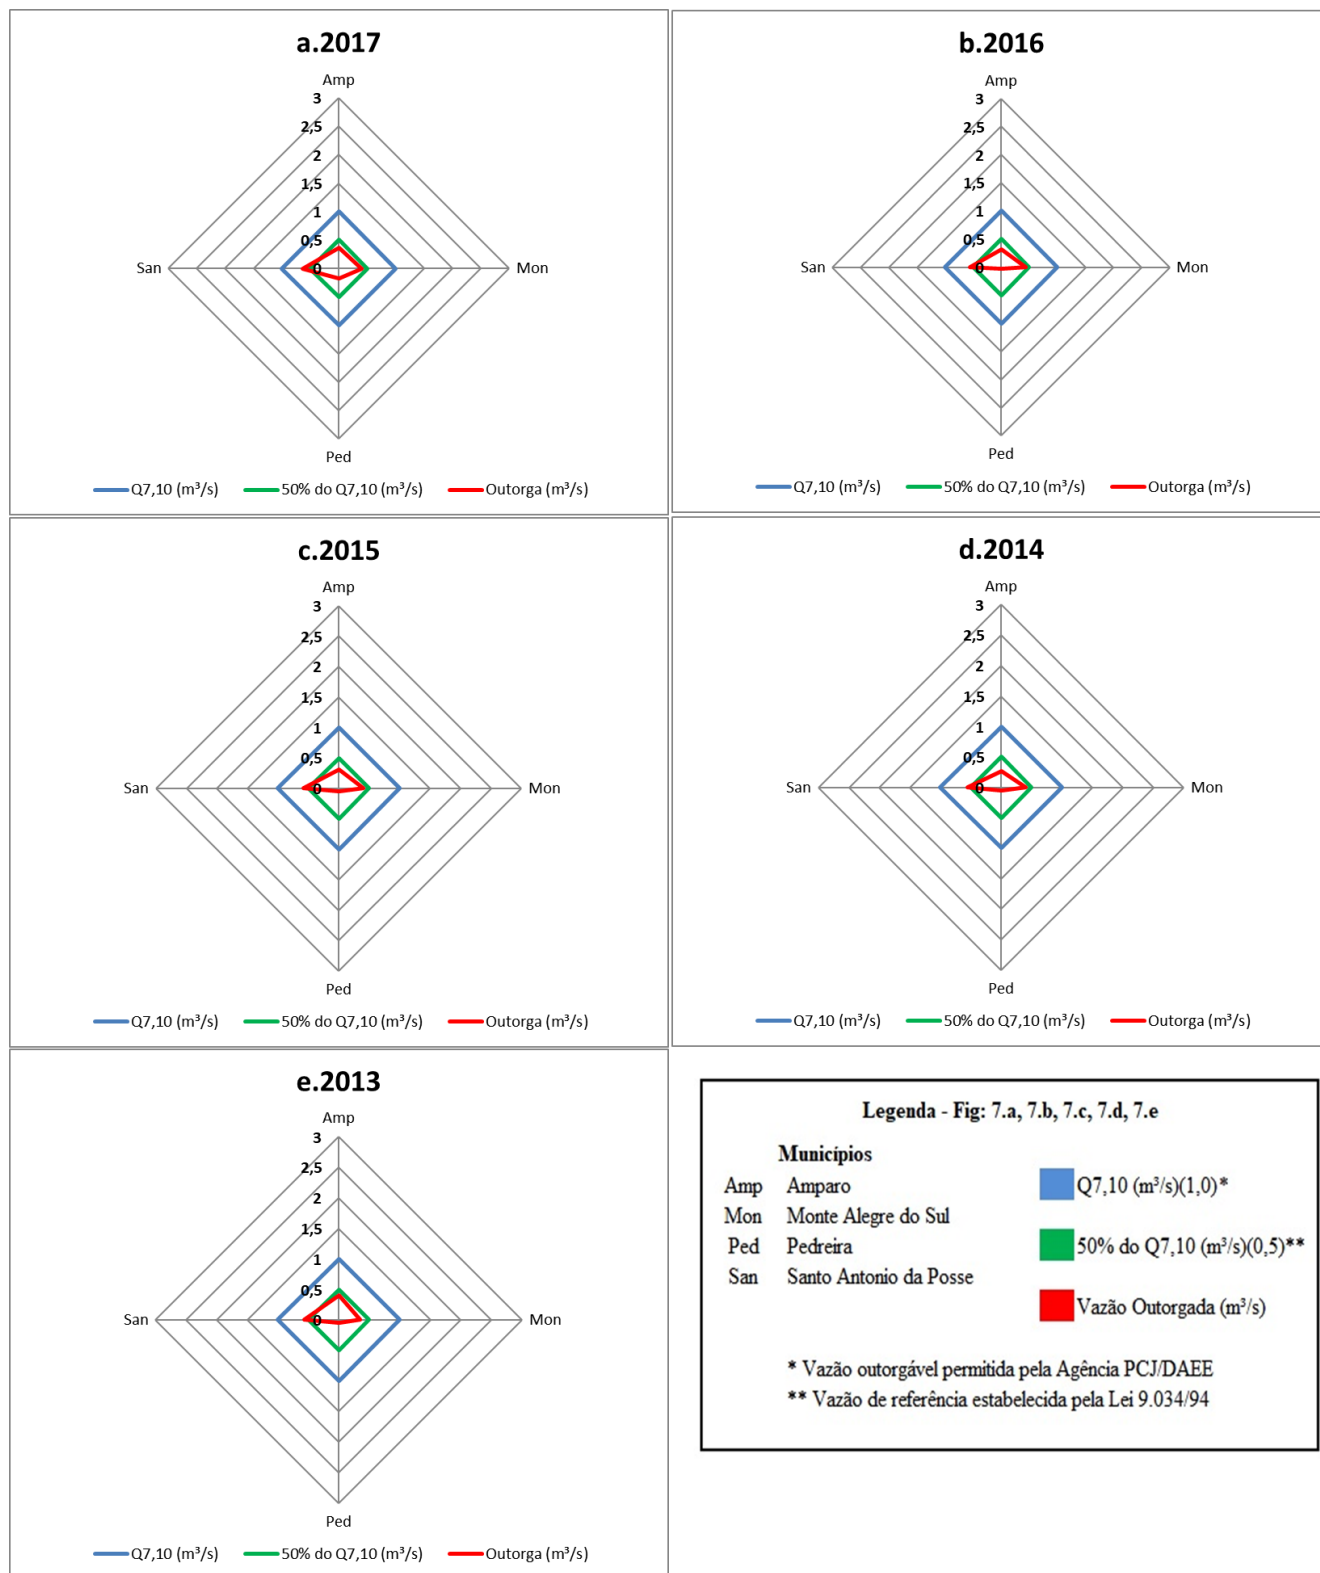 a.2017
Amp
3
2,5
2
1,5
1
0,5
0
San
Mon
Ped
Q7,10 (m³/s) 50% do Q7,10 (m³/s) Outorga (m³/s)
b.2016
Amp
3
2,5
2
1,5
1
0,5
0
San
Mon
Ped
Q7,10 (m³/s) 50% do Q7,10 (m³/s) Outorga (m³/s)
c.2015
Amp
3
2,5
2
1,5
1
0,5
0
San
Mon
Ped
Q7,10 (m³/s) 50% do Q7,10 (m³/s) Outorga (m³/s)
d.2014
Amp
3
2,5
2
1,5
1
0,5
0
San
Mon
Ped
Q7,10 (m³/s) 50% do Q7,10 (m³/s) Outorga (m³/s)
e.2013
Amp
3
2,5
2
1,5
1
0,5
0
San
Mon
Ped
Q7,10 (m³/s) 50% do Q7,10 (m³/s) Outorga (m³/s)
Legenda - Fig: 7.a, 7.b, 7.c, 7.d, 7.e
Municípios
Amp Amparo
Mon Monte Alegre do Sul
Ped Pedreira
San Santo Antonio da Posse
Q7,10 (m³/s)(1,0)*
50% do Q7,10 (m³/s)(0,5)**
Vazão Outorgada (m³/s)
* Vazão outorgável permitida pela Agência PCJ/DAEE
** Vazão de referência estabelecida pela Lei 9.034/94